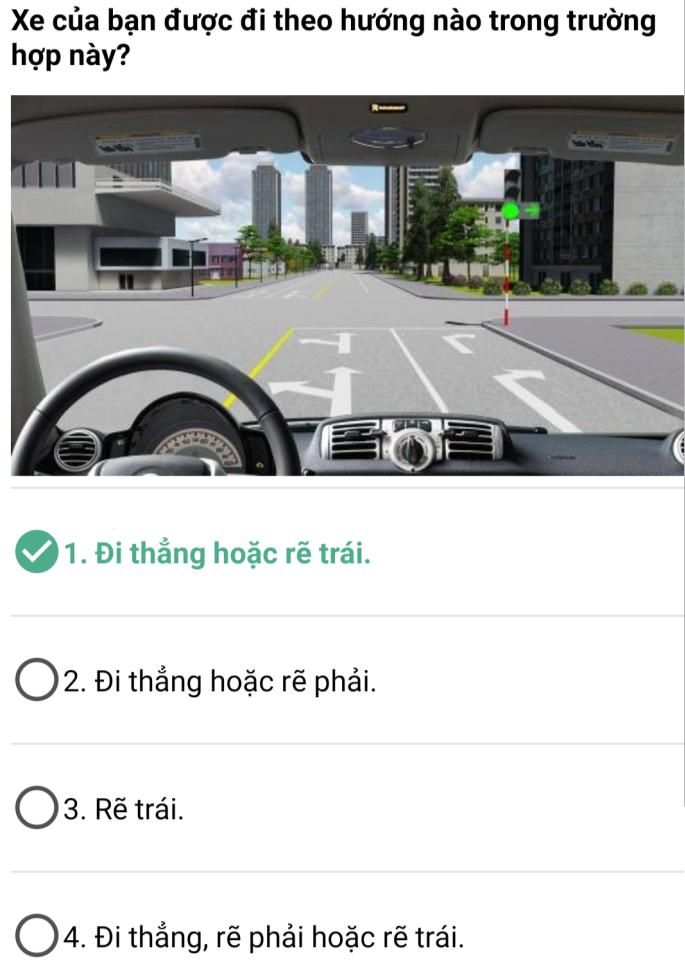 Xe của bạn được đi theo hướng nào trong trường
hợp này?
1. Đi thẳng hoặc rẽ trái.
2. Đi thẳng hoặc rẽ phải.
3. Rẽ trái.
4. Đi thẳng, rẽ phải hoặc rẽ trái.